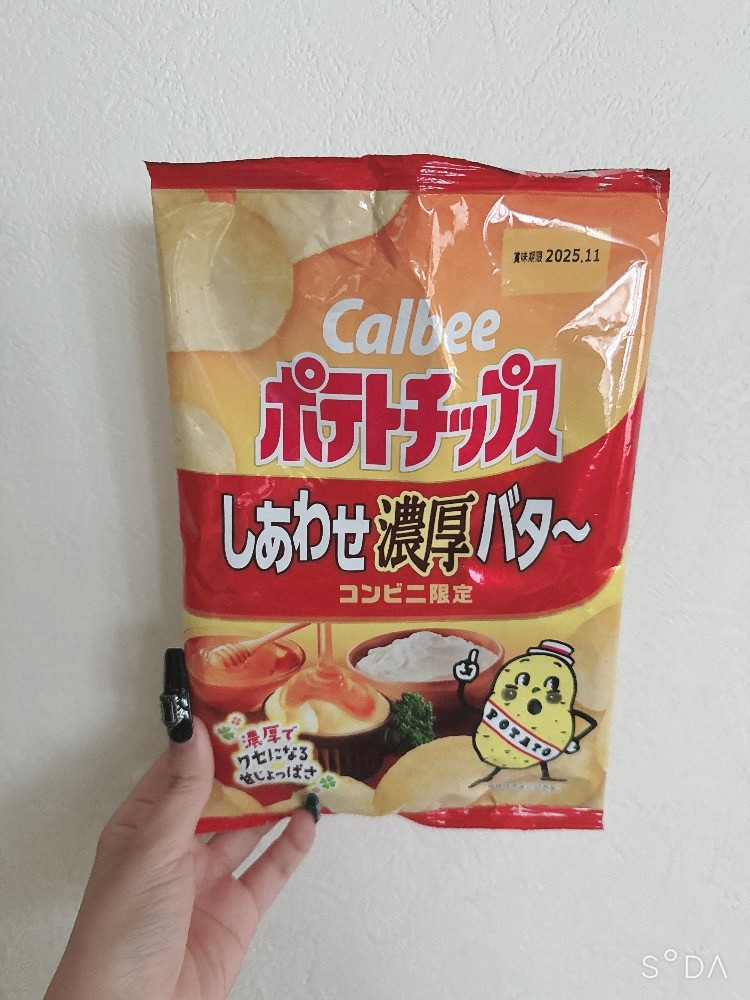 賞味期限 2025.11
Calbee
ポテトチップス
しあわせ濃厚バタ〜
コンビニ限定
POTATO
濃厚で
クセになる
甘じょっぱさ
SODA